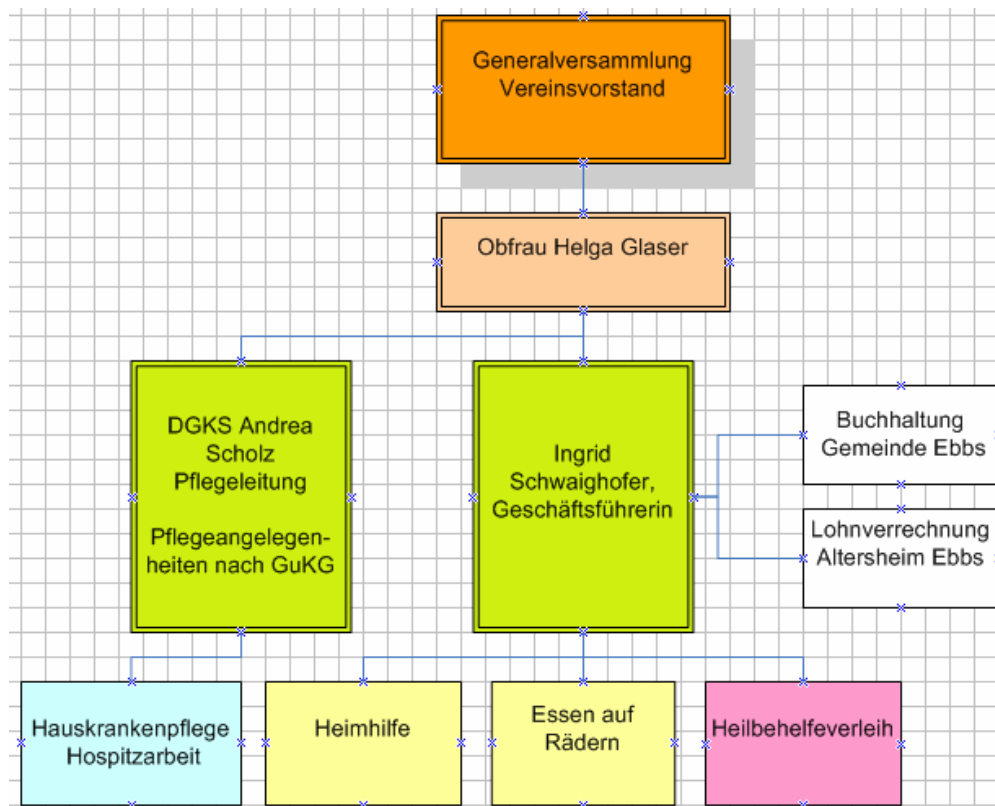 Generalversammlung
Vereinsvorstand
Obfrau Helga Glaser
DGKS Andrea
Scholz
Pflegeleitung
Pflegeangelegen-
heiten nach GuKG
Ingrid
Schwaighofer,
Geschäftsführerin
Buchhaltung
Gemeinde Ebbs
Lohnverrechnung
Altersheim Ebbs
Hauskrankenpflege
Hospitzarbeit
Heimhilfe
Essen auf
Rädern
Heilbehelfeverleih